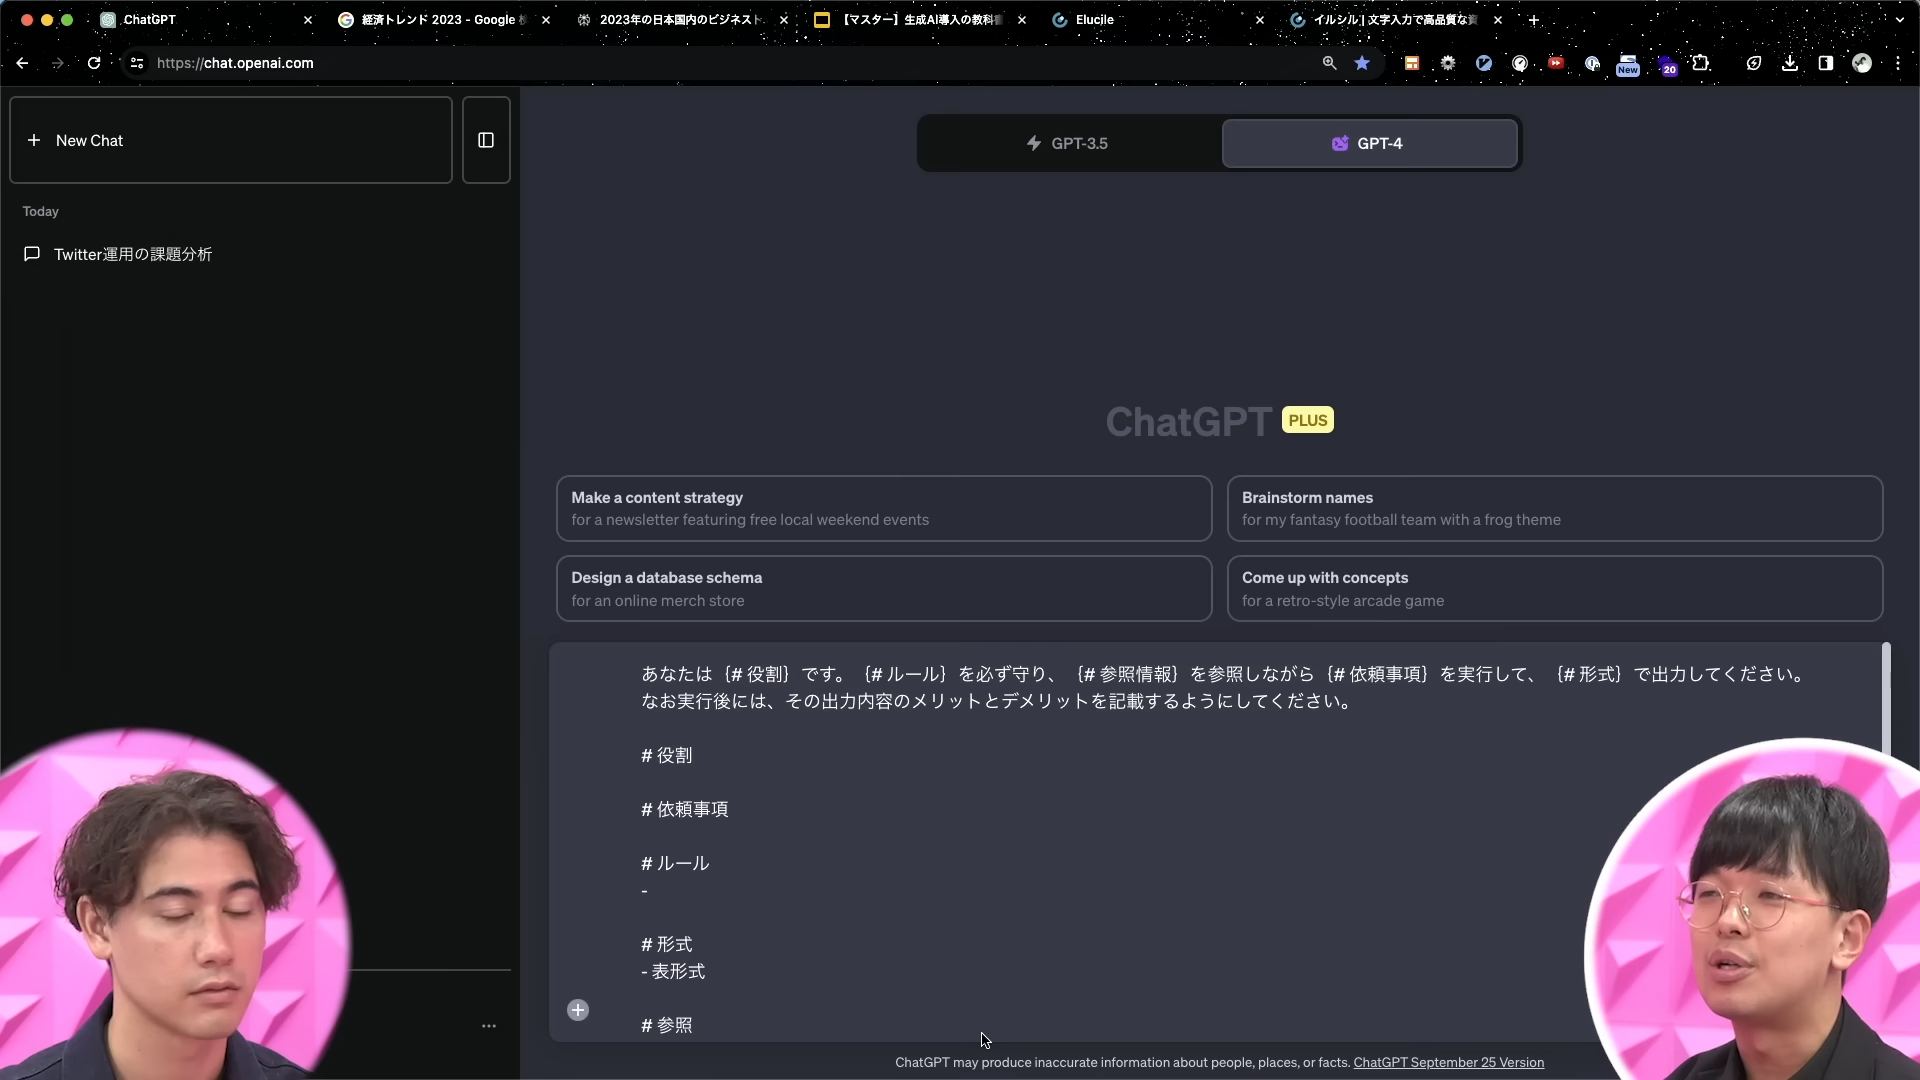 ChatGPT
経済トレンド 2023 - Google
2023年の日本国内のビジネスト
【マスター】生成AI導入の教科書
Elucile
イルシル | 文字入力で高品質な資
https://chat.openai.com
New
20
New Chat
GPT-3.5
GPT-4
Today
Twitter運用の課題分析
ChatGPT PLUS
Make a content strategy
for a newsletter featuring free local weekend events
Brainstorm names
for my fantasy football team with a frog theme
Design a database schema
for an online merch store
Come up with concepts
for a retro-style arcade game
あなたは｛# 役割｝です。｛# ルール｝を必ず守り、｛# 参照情報｝を参照しながら｛# 依頼事項｝を実行して、｛# 形式｝で出力してください。
なお実行後には、その出力内容のメリットとデメリットを記載するようにしてください。
# 役割
# 依頼事項
# ルール
-
# 形式
- 表形式
# 参照
ChatGPT may produce inaccurate information about people, places, or facts. ChatGPT September 25 Version